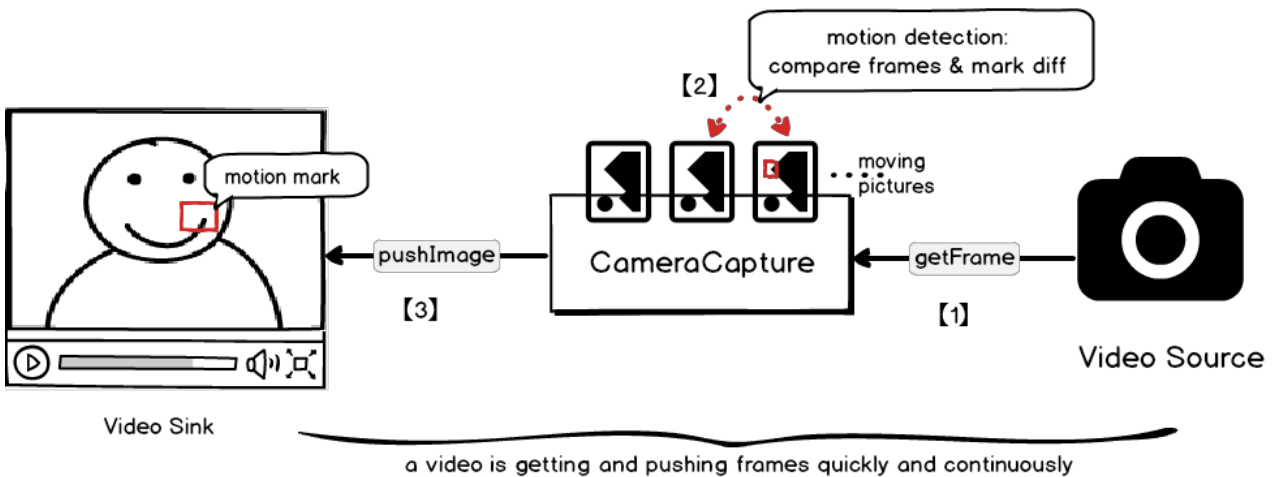 motion detection:
compare frames & mark diff
【2】
motion mark
moving
pictures
pushImage
CameraCapture
getFrame
【3】
【1】
Video Source
Video Sink
a video is getting and pushing frames quickly and continuously